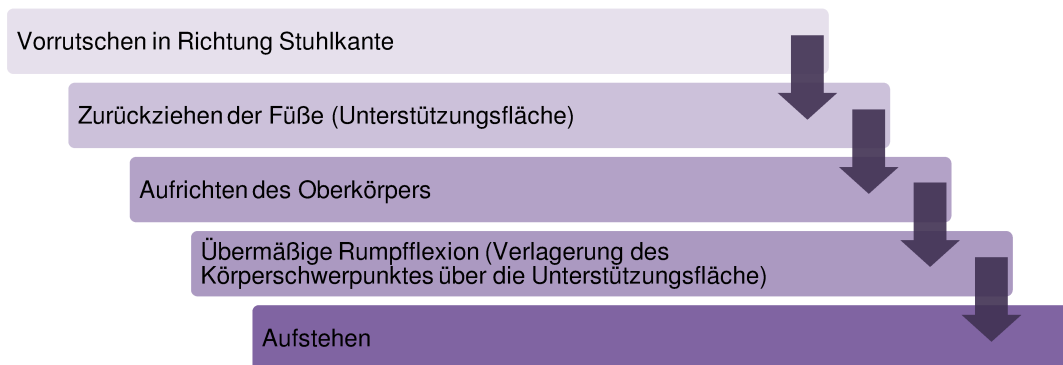 Vorrutschen in Richtung Stuhlkante
Zurückziehen der Füße (Unterstützungsfläche)
Aufrichten des Oberkörpers
Übermäßige Rumpfflexion (Verlagerung des
Körperschwerpunktes über die Unterstützungsfläche)
Aufstehen